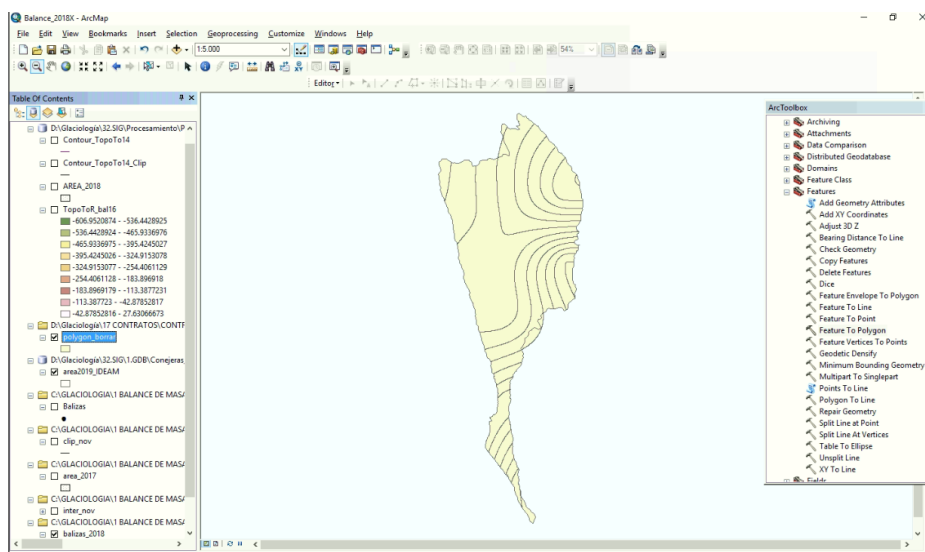 Balance_2018X - ArcMap
File Edit View Bookmarks Insert Selection Geoprocessing Customize Windows Help
1:5.000
54%
Editor
Table Of Contents
D:\Glaciología\32.SIG\Procesamiento\P
Contour_TopoTo14
Contour_TopoTo14_Clip
AREA_2018
TopoToR_bal16
-606.9520874 - -536.4428925
-536.4428924 - -465.9336976
-465.9336975 - -395.4245027
-395.4245026 - -324.9153078
-324.9153077 - -254.4061129
-254.4061128 - -183.896918
-183.8969179 - -113.3877231
-113.387723 - -42.87852817
-42.87852816 - 27.63066673
D:\Glaciología\17 CONTRATOS\CONTR
polygon_borrar
D:\Glaciología\32.SIG\1.GDB\Conejeras_
area2019_IDEAM
C:\GLACIOLOGIA\1 BALANCE DE MASA
Balizas
C:\GLACIOLOGIA\1 BALANCE DE MASA
clip_nov
C:\GLACIOLOGIA\1 BALANCE DE MASA
area_2017
C:\GLACIOLOGIA\1 BALANCE DE MASA
inter_nov
C:\GLACIOLOGIA\1 BALANCE DE MASA
balizas_2018
ArcToolbox
Archiving
Attachments
Data Comparison
Distributed Geodatabase
Domains
Feature Class
Features
Add Geometry Attributes
Add XY Coordinates
Adjust 3D Z
Bearing Distance To Line
Check Geometry
Copy Features
Delete Features
Dice
Feature Envelope To Polygon
Feature To Line
Feature To Point
Feature To Polygon
Feature Vertices To Points
Geodetic Densify
Minimum Bounding Geometry
Multipart To Singlepart
Points To Line
Polygon To Line
Repair Geometry
Split Line at Point
Split Line At Vertices
Table To Ellipse
Unsplit Line
XY To Line
Fields